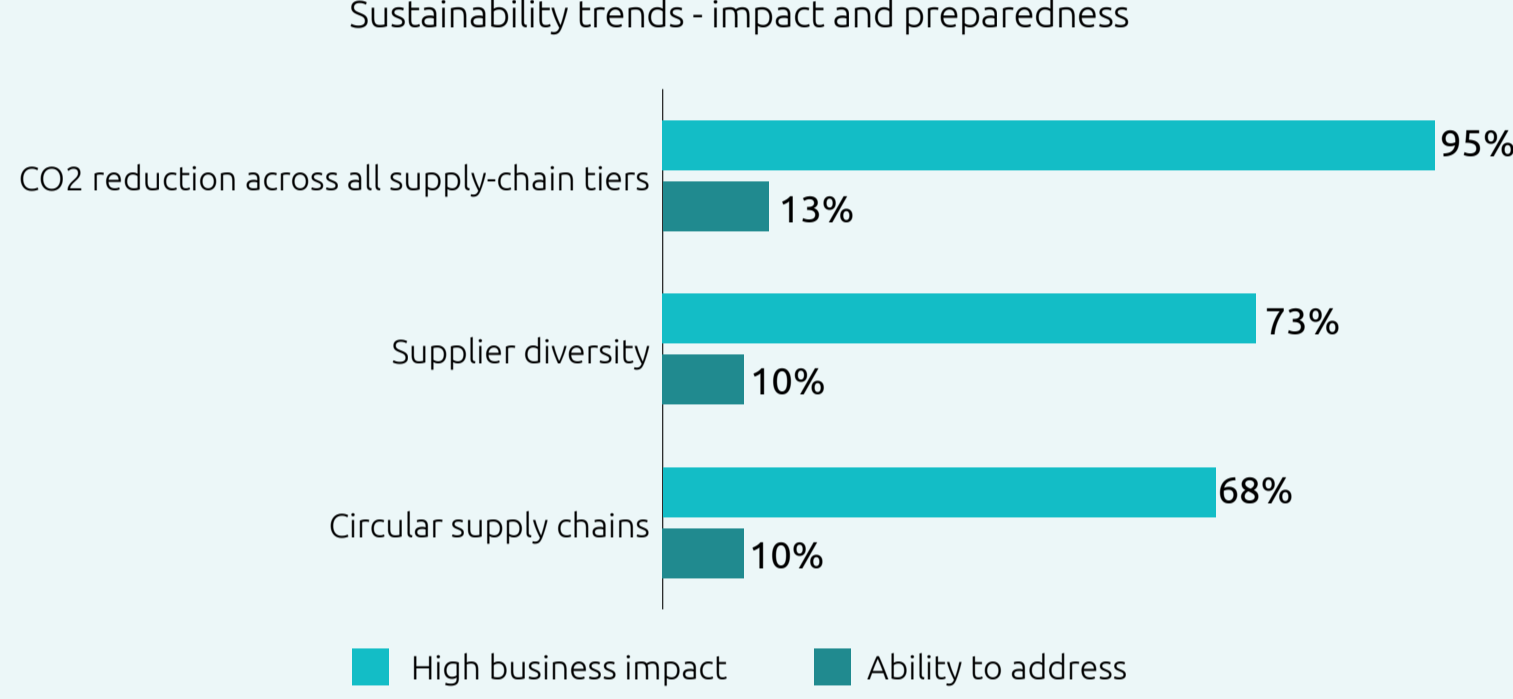 Sustainability trends - impact and preparedness
95%
CO2 reduction across all supply-chain tiers
13%
73%
Supplier diversity
10%
68%
Circular supply chains
10%
High business impact
Ability to address